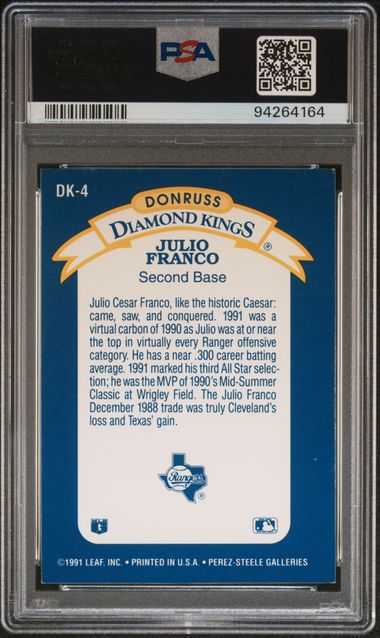 PSA
94264164
DK-4
DONRUSS
DIAMOND KINGS
®
JULIO
FRANCO
Second Base
Julio Cesar Franco, like the historic Caesar:
came, saw, and conquered. 1991 was a
virtual carbon of 1990 as Julio was at or near
the top in virtually every Ranger offensive
category. He has a near .300 career batting
average. 1991 marked his third All Star selec-
tion; he was the MVP of 1990's Mid-Summer
Classic at Wrigley Field. The Julio Franco
December 1988 trade was truly Cleveland's
loss and Texas' gain.
Rangers
®
©1991 LEAF, INC. • PRINTED IN U.S.A. • PEREZ-STEELE GALLERIES